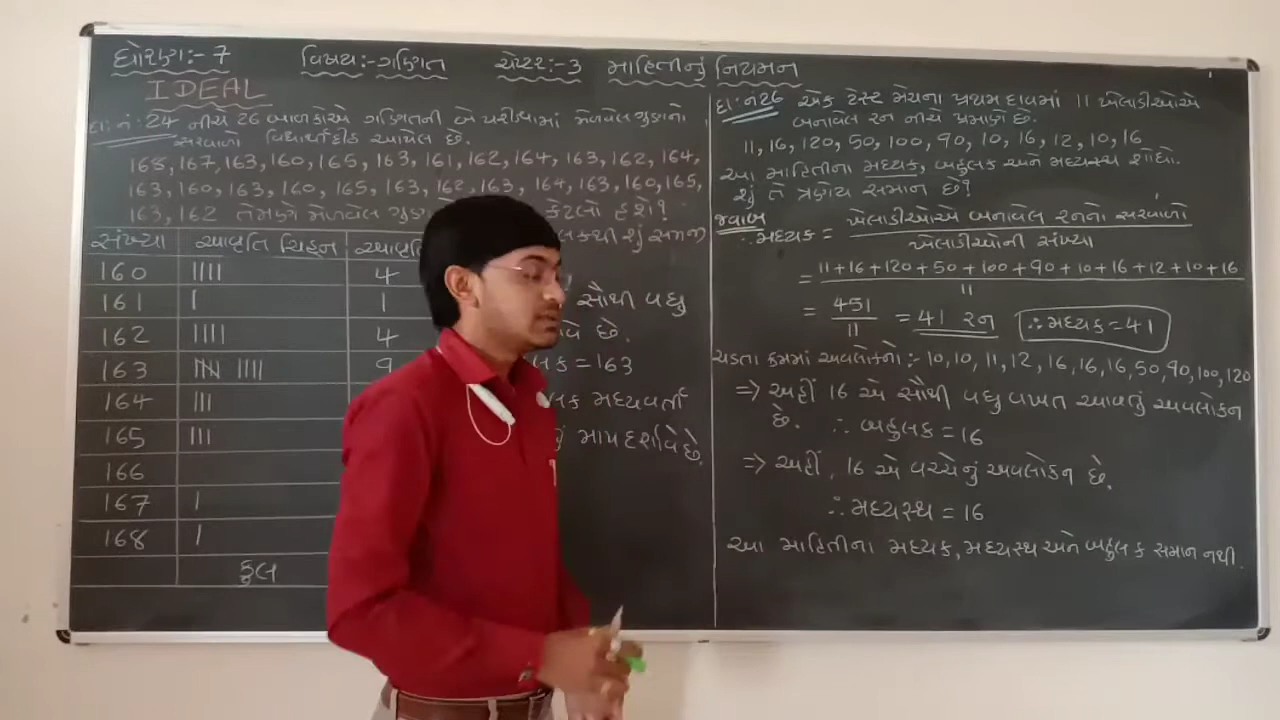 ધોરણ:- 7 વિષય:- ગણિત ચેપ્ટર:- 3 માહિતીનું નિયમન
IDEAL
દા: નં: 24 નીચે 26 બાળકોએ ગણિતની બે પરીક્ષામાં મેળવેલ ગુણનો
સરવાળો વિદ્યાર્થીદીઠ આપેલ છે.
168, 167, 163, 160, 165, 163, 161, 162, 164, 163, 162, 164,
163, 160, 163, 160, 165, 163, 162, 163, 164, 163, 160, 165,
163, 162 તેમણે મેળવેલ ગુણ કેટલો હશે?
લકથી શું સમજ
સંખ્યા આવૃત્તિ ચિહ્ન આવૃત્તિ
160 |||| 4
161 | 1
162 |||| 4
163 |||| |||| 9
164 |||
165 |||
166
167 |
168 |
કુલ
સૌથી વધુ
વે છે.
લક = 163
લક મધ્યવર્તી
નું માપ દર્શાવે છે.
દા: નં 26 એક ટેસ્ટ મેચના પ્રથમ દાવમાં 11 ખેલાડીઓએ
બનાવેલ રન નીચે પ્રમાણે છે.
11, 16, 120, 50, 100, 90, 10, 16, 12, 10, 16
આ માહિતીના મધ્યક, બહુલક અને મધ્યસ્થ શોધો.
શું તે ત્રણેય સમાન છે?
જવાબ
∴ મધ્યક = ખેલાડીઓએ બનાવેલ રનનો સરવાળો
ખેલાડીઓની સંખ્યા
= 11 + 16 + 120 + 50 + 100 + 90 + 10 + 16 + 12 + 10 + 16
11
= 451 = 41 રન ∴ મધ્યક = 41
11
ચડતા ક્રમમાં અવલોકનો :- 10, 10, 11, 12, 16, 16, 16, 50, 90, 100, 120
⇒ અહીં 16 એ સૌથી વધુ વખત આવતું અવલોકન
છે. ∴ બહુલક = 16
⇒ અહીં, 16 એ વચ્ચેનું અવલોકન છે.
∴ મધ્યસ્થ = 16
આ માહિતીના મધ્યક, મધ્યસ્થ અને બહુલક સમાન નથી.